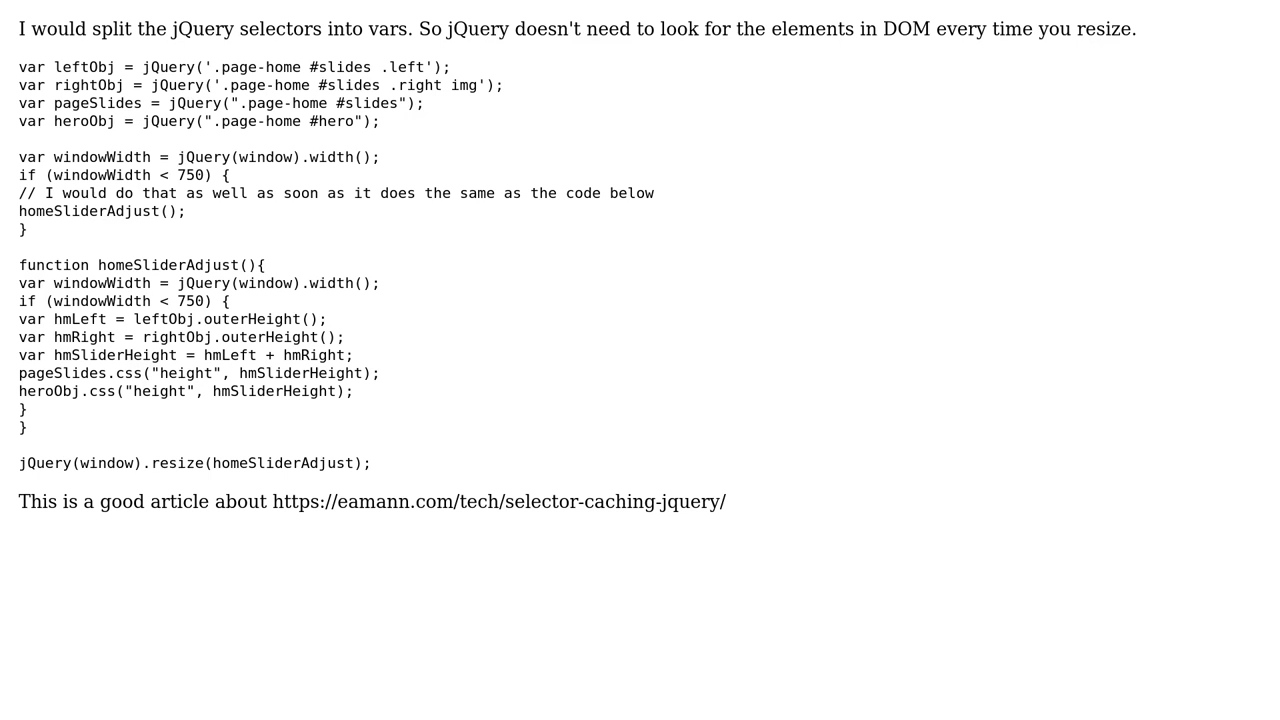 I would split the jQuery selectors into vars. So jQuery doesn't need to look for the elements in DOM every time you resize.
var leftObj = jQuery('.page-home #slides .left');
var rightObj = jQuery('.page-home #slides .right img');
var pageSlides = jQuery(".page-home #slides");
var heroObj = jQuery(".page-home #hero");
var windowWidth = jQuery(window).width();
if (windowWidth < 750) {
// I would do that as well as soon as it does the same as the code below
homeSliderAdjust();
}
function homeSliderAdjust(){
var windowWidth = jQuery(window).width();
if (windowWidth < 750) {
var hmLeft = leftObj.outerHeight();
var hmRight = rightObj.outerHeight();
var hmSliderHeight = hmLeft + hmRight;
pageSlides.css("height", hmSliderHeight);
heroObj.css("height", hmSliderHeight);
}
}
jQuery(window).resize(homeSliderAdjust);
This is a good article about https://eamann.com/tech/selector-caching-jquery/